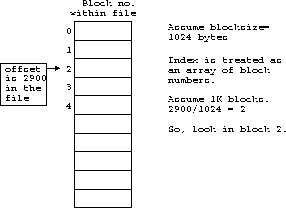 Block no.
within file
0
1
2
3
4
offset
is 2900
in the
file
Assume blocksize=
1024 bytes
Index is treated as
an array of block
numbers.
Assume 1K blocks.
2900/1024 = 2
So, look in block 2.